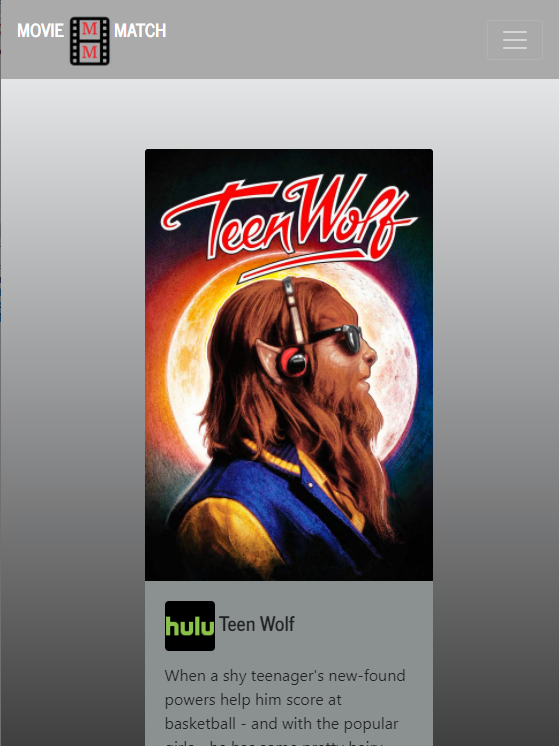 MOVIE MM MATCH
Teen Wolf
hulu Teen Wolf
When a shy teenager's new-found
powers help him score at
basketball - and with the popular
girls - he has some pretty hairy